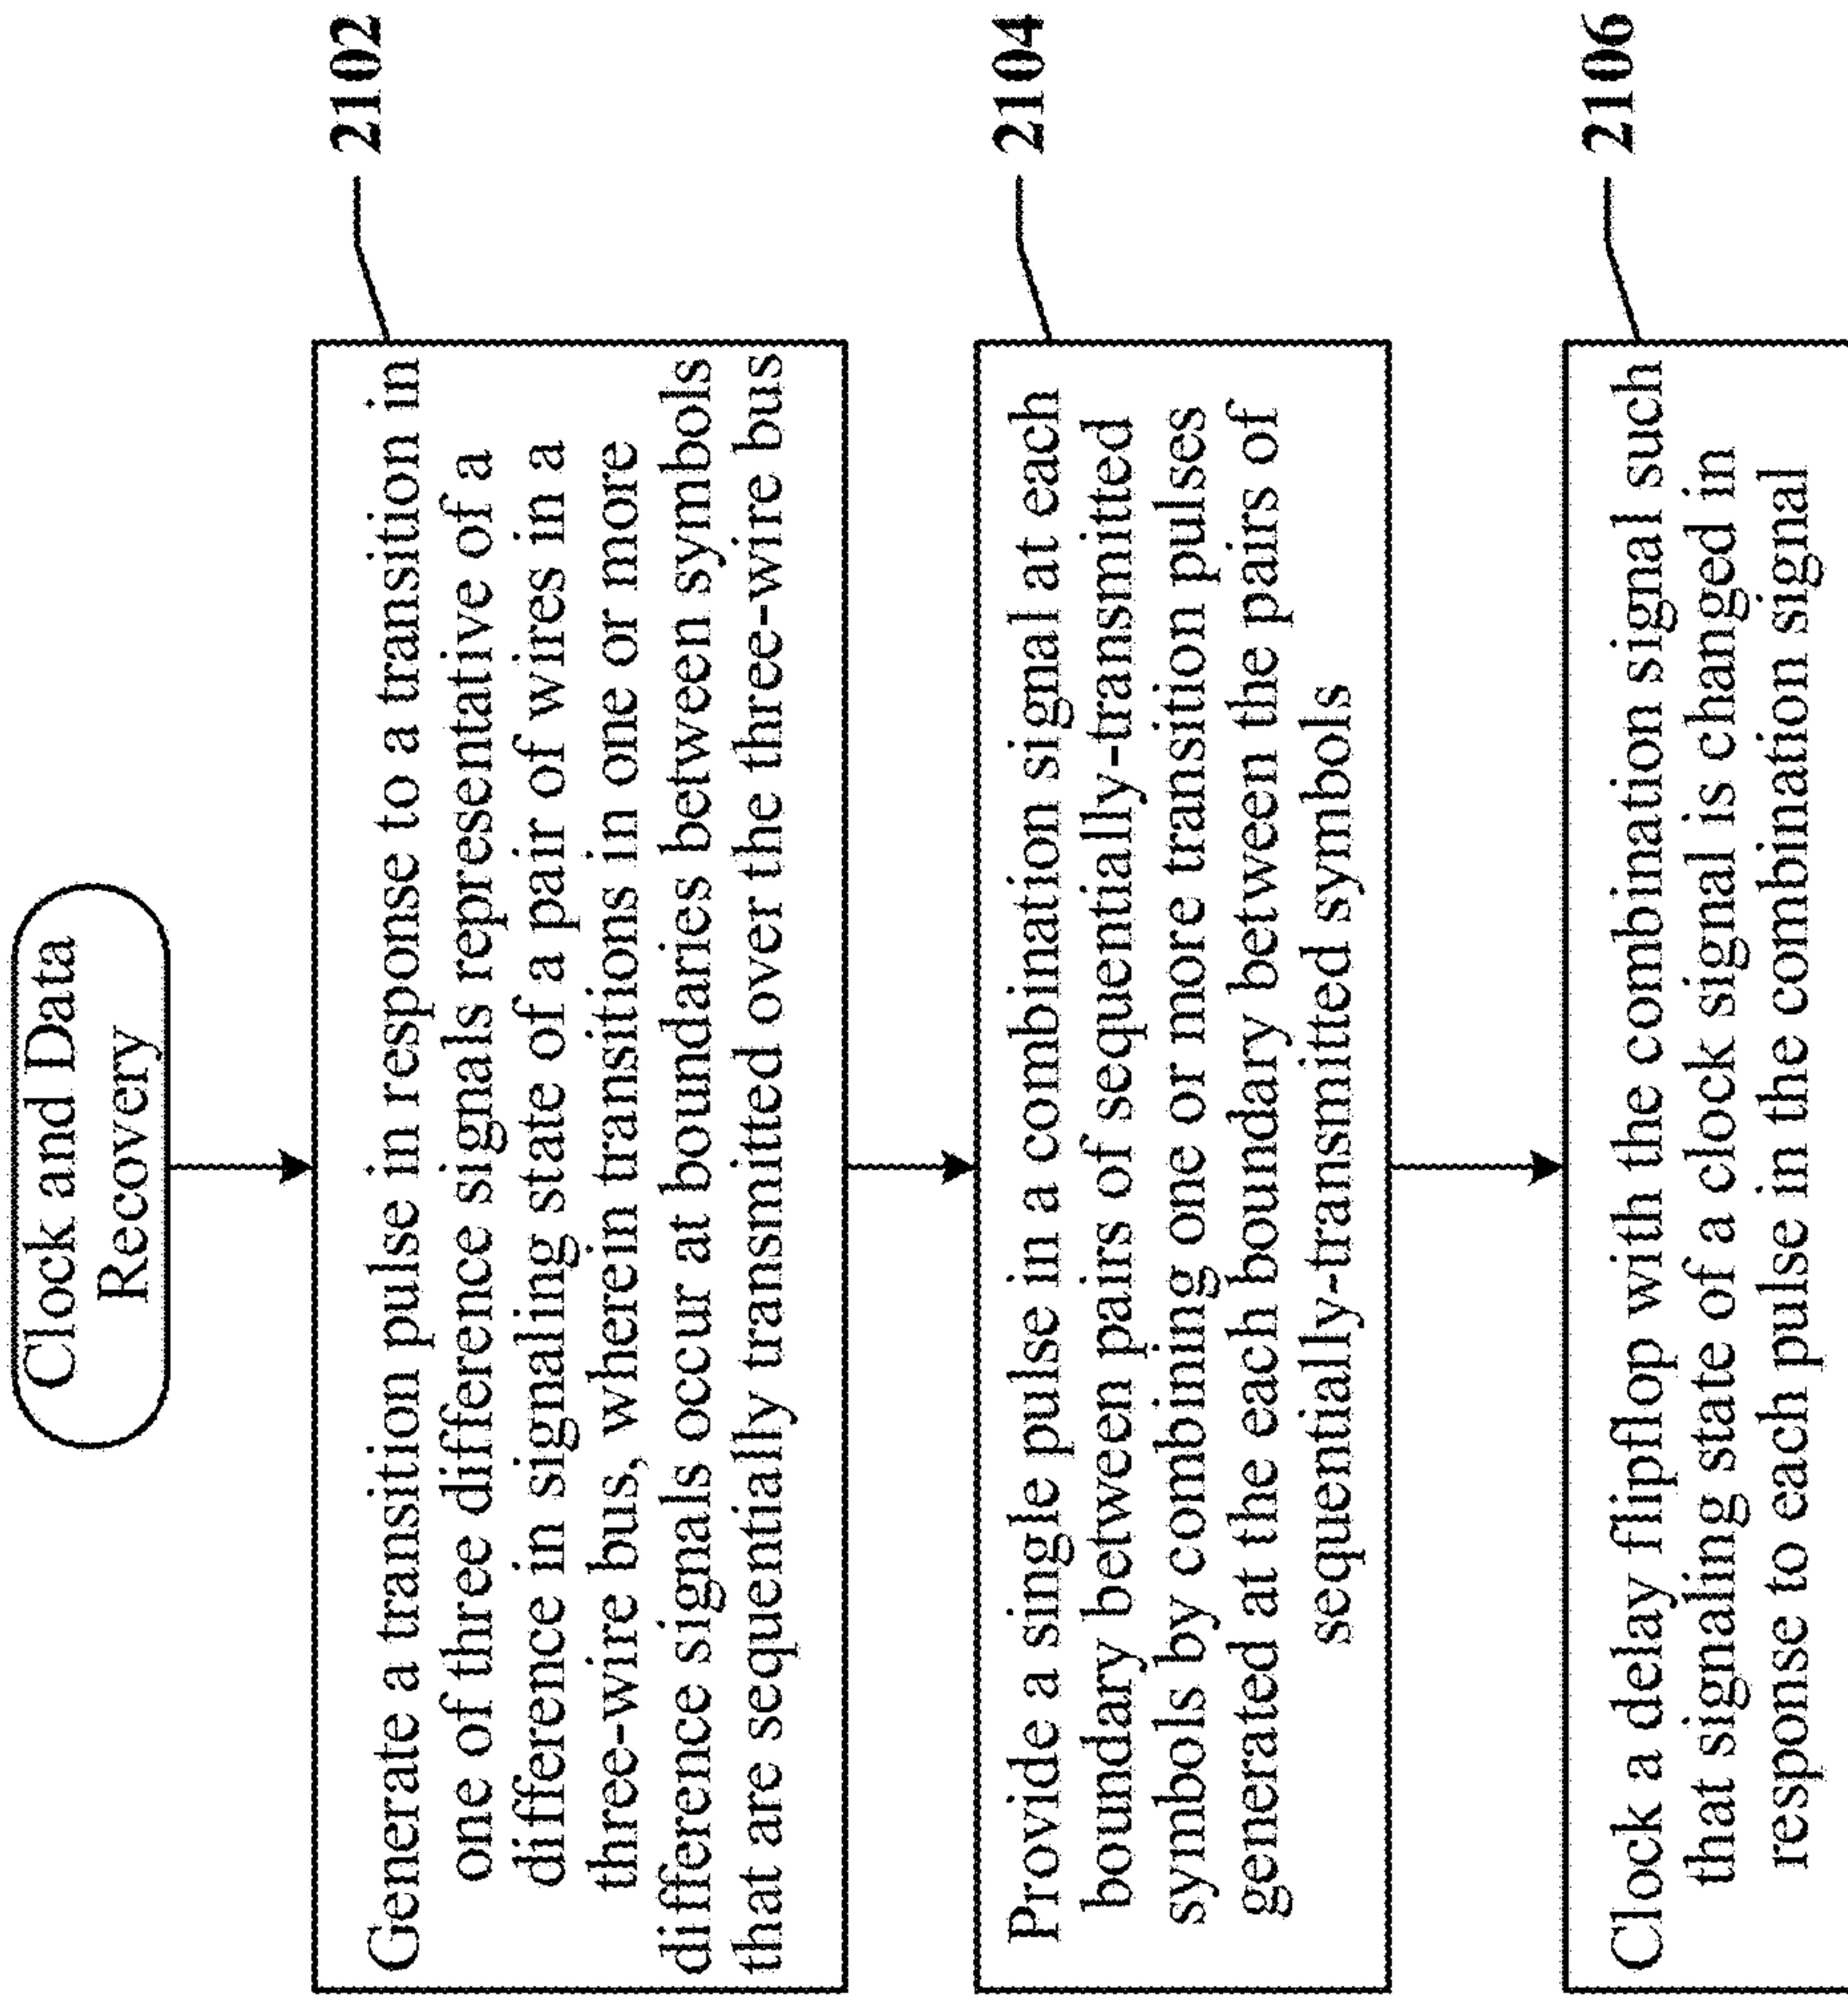 Clock and Data
Recovery
2102
Generate a transition pulse in response to a transition in
one of three difference signals representative of a
difference in signaling state of a pair of wires in a
three-wire bus, wherein transitions in one or more
difference signals occur at boundaries between symbols
that are sequentially transmitted over the three-wire bus
2104
Provide a single pulse in a combination signal at each
boundary between pairs of sequentially-transmitted
symbols by combining one or more transition pulses
generated at the each boundary between the pairs of
sequentially-transmitted symbols
2106
Clock a delay flipflop with the combination signal such
that signaling state of a clock signal is changed in
response to each pulse in the combination signal